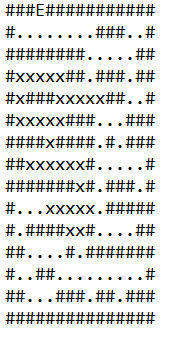 ###E###########
#........###..#
########.....##
#xxxxx##.###.##
#x###xxxxx##..#
#xxxxx###...###
####x####.#.###
##xxxxxx#.....#
#######x#.###.#
#...xxxxx.#####
#.####xx#....##
##....#.#######
#..##.........#
##...###.##.###
###############